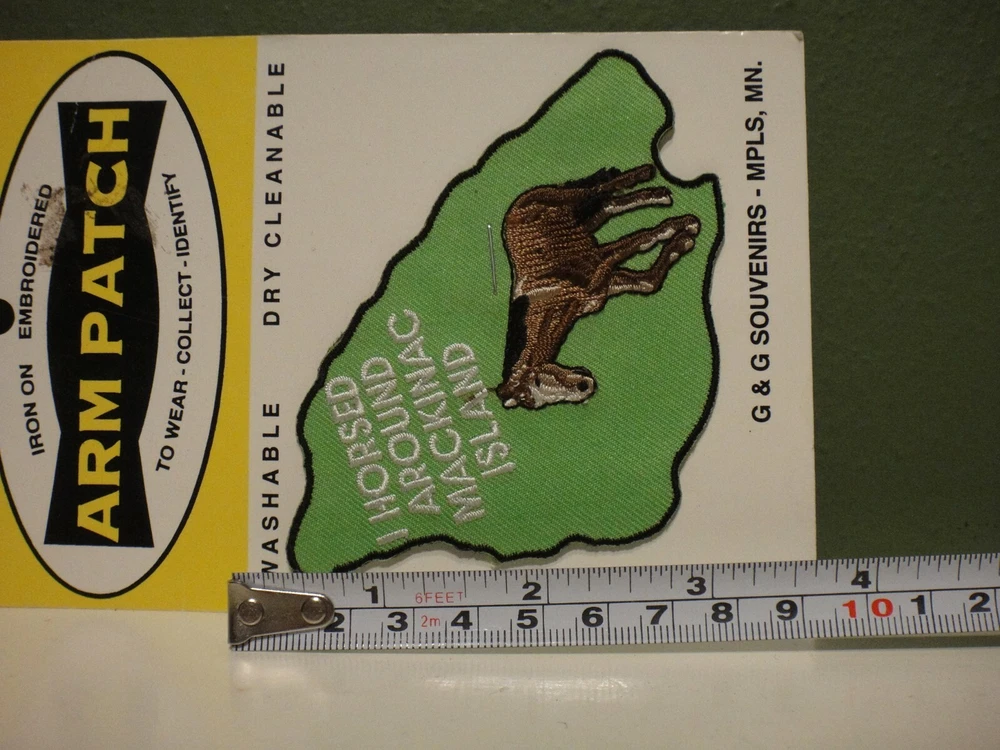 IRON ON EMBROIDERED
ARM PATCH
TO WEAR - COLLECT - IDENTIFY
WASHABLE DRY CLEANABLE
I HORSED
AROUND
MACKINAC
ISLAND
G & G SOUVENIRS - MPLS, MN.
1 6FEET 2 3 4
2 3 2m 4 5 6 7 8 9 10 1 2